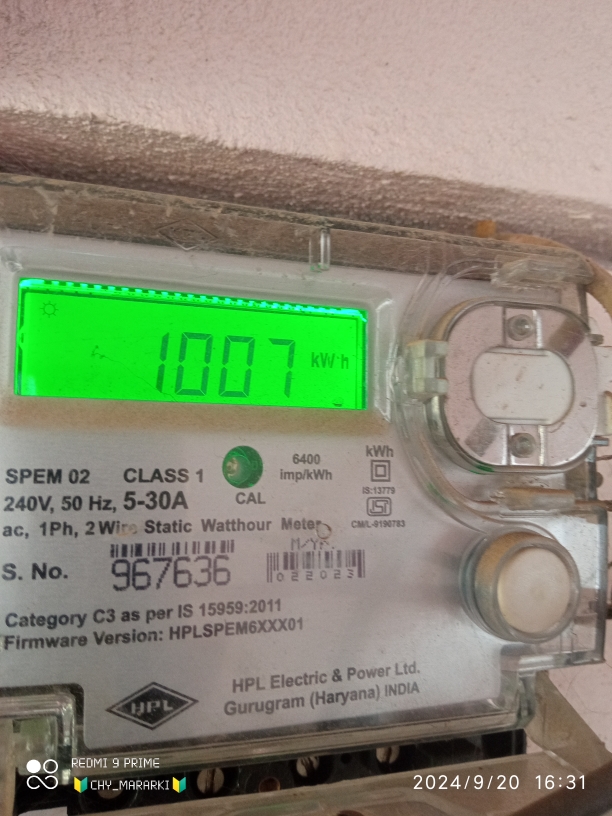 1007 kWh
SPEM 02 CLASS 1
6400
imp/kWh
kWh
240V, 50 Hz, 5-30A
CAL
IS:13779
ac, 1Ph, 2 Wire Static Watthour Meter
CM/L-9190783
M/YR.
S. No. 967636
022023
Category C3 as per IS 15959:2011
Firmware Version: HPLSPEM6XXX01
HPL
HPL Electric & Power Ltd.
Gurugram (Haryana) INDIA
REDMI 9 PRIME
🔰CHY_MARARKI🔰
2024/9/20 16:31